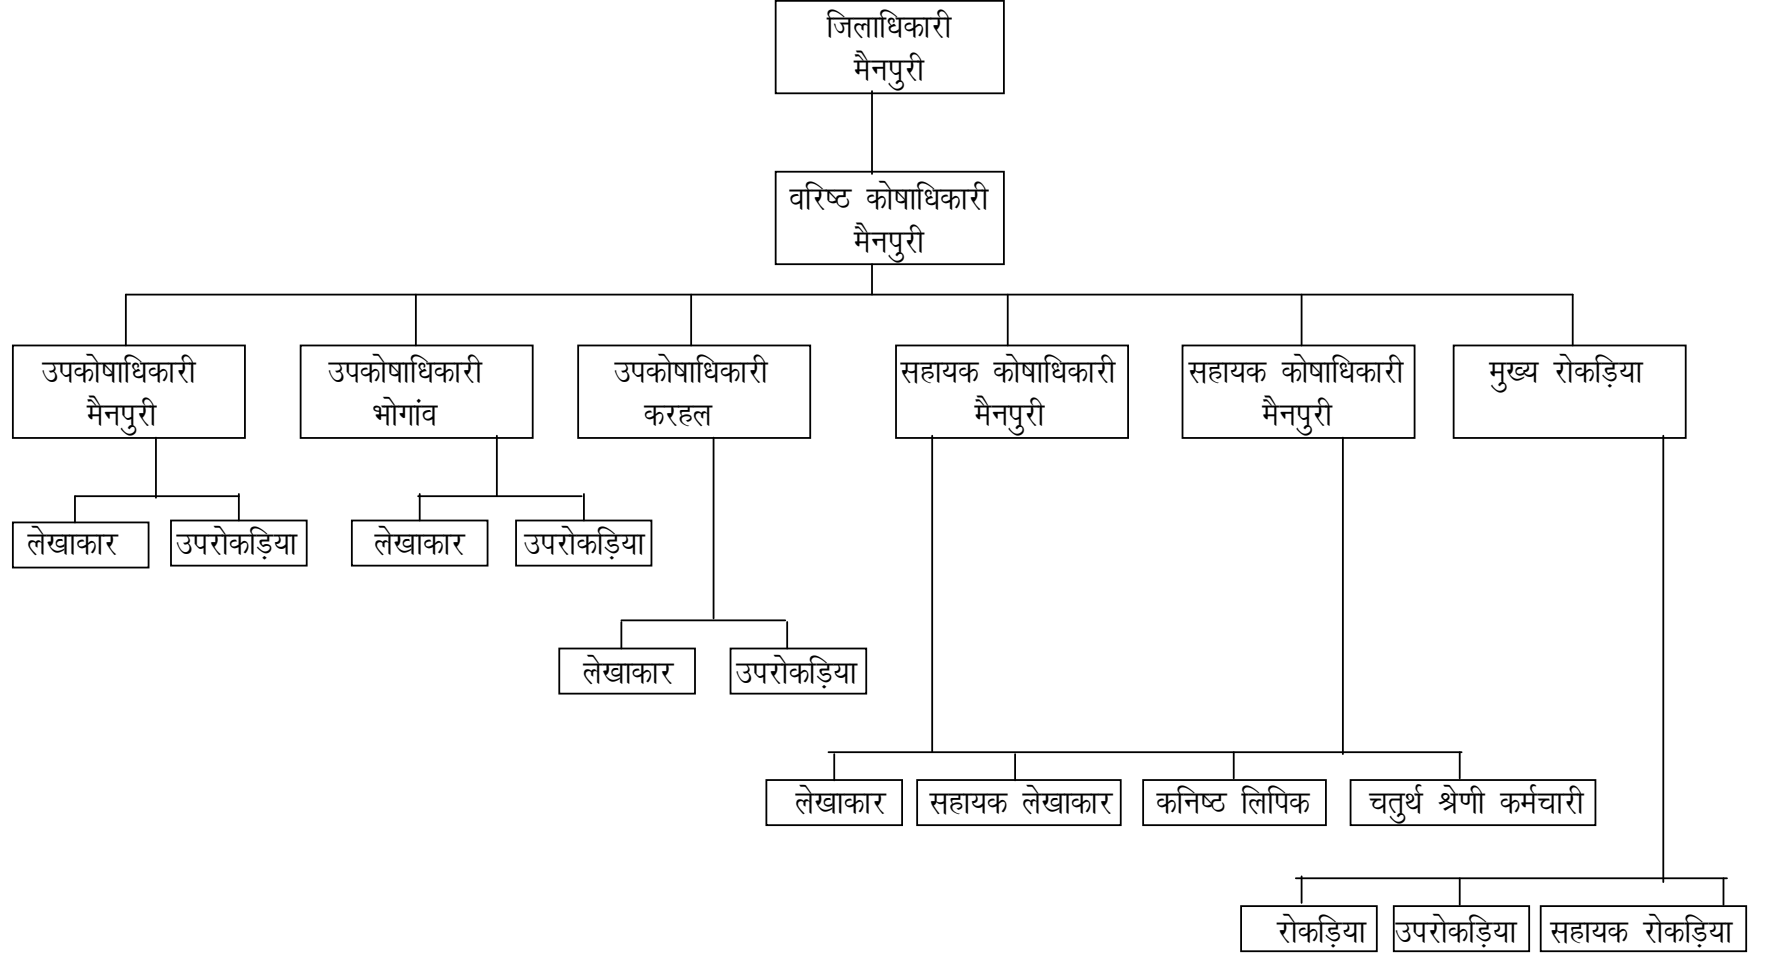 जिलाधिकारी
मैनपुरी
वरिष्ठ कोषाधिकारी
मैनपुरी
उपकोषाधिकारी
मैनपुरी
उपकोषाधिकारी
भोगांव
उपकोषाधिकारी
करहल
सहायक कोषाधिकारी
मैनपुरी
सहायक कोषाधिकारी
मैनपुरी
मुख्य रोकड़िया
लेखाकार
उपरोकड़िया
लेखाकार
उपरोकड़िया
लेखाकार
उपरोकड़िया
लेखाकार
सहायक लेखाकार
कनिष्ठ लिपिक
चतुर्थ श्रेणी कर्मचारी
रोकड़िया
उपरोकड़िया
सहायक रोकड़िया